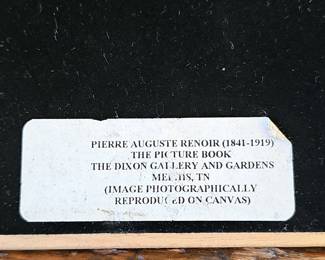 PIERRE AUGUSTE RENOIR (1841-1919)
THE PICTURE BOOK
THE DIXON GALLERY AND GARDENS
MEMPHIS, TN
(IMAGE PHOTOGRAPHICALLY
REPRODUCED ON CANVAS)